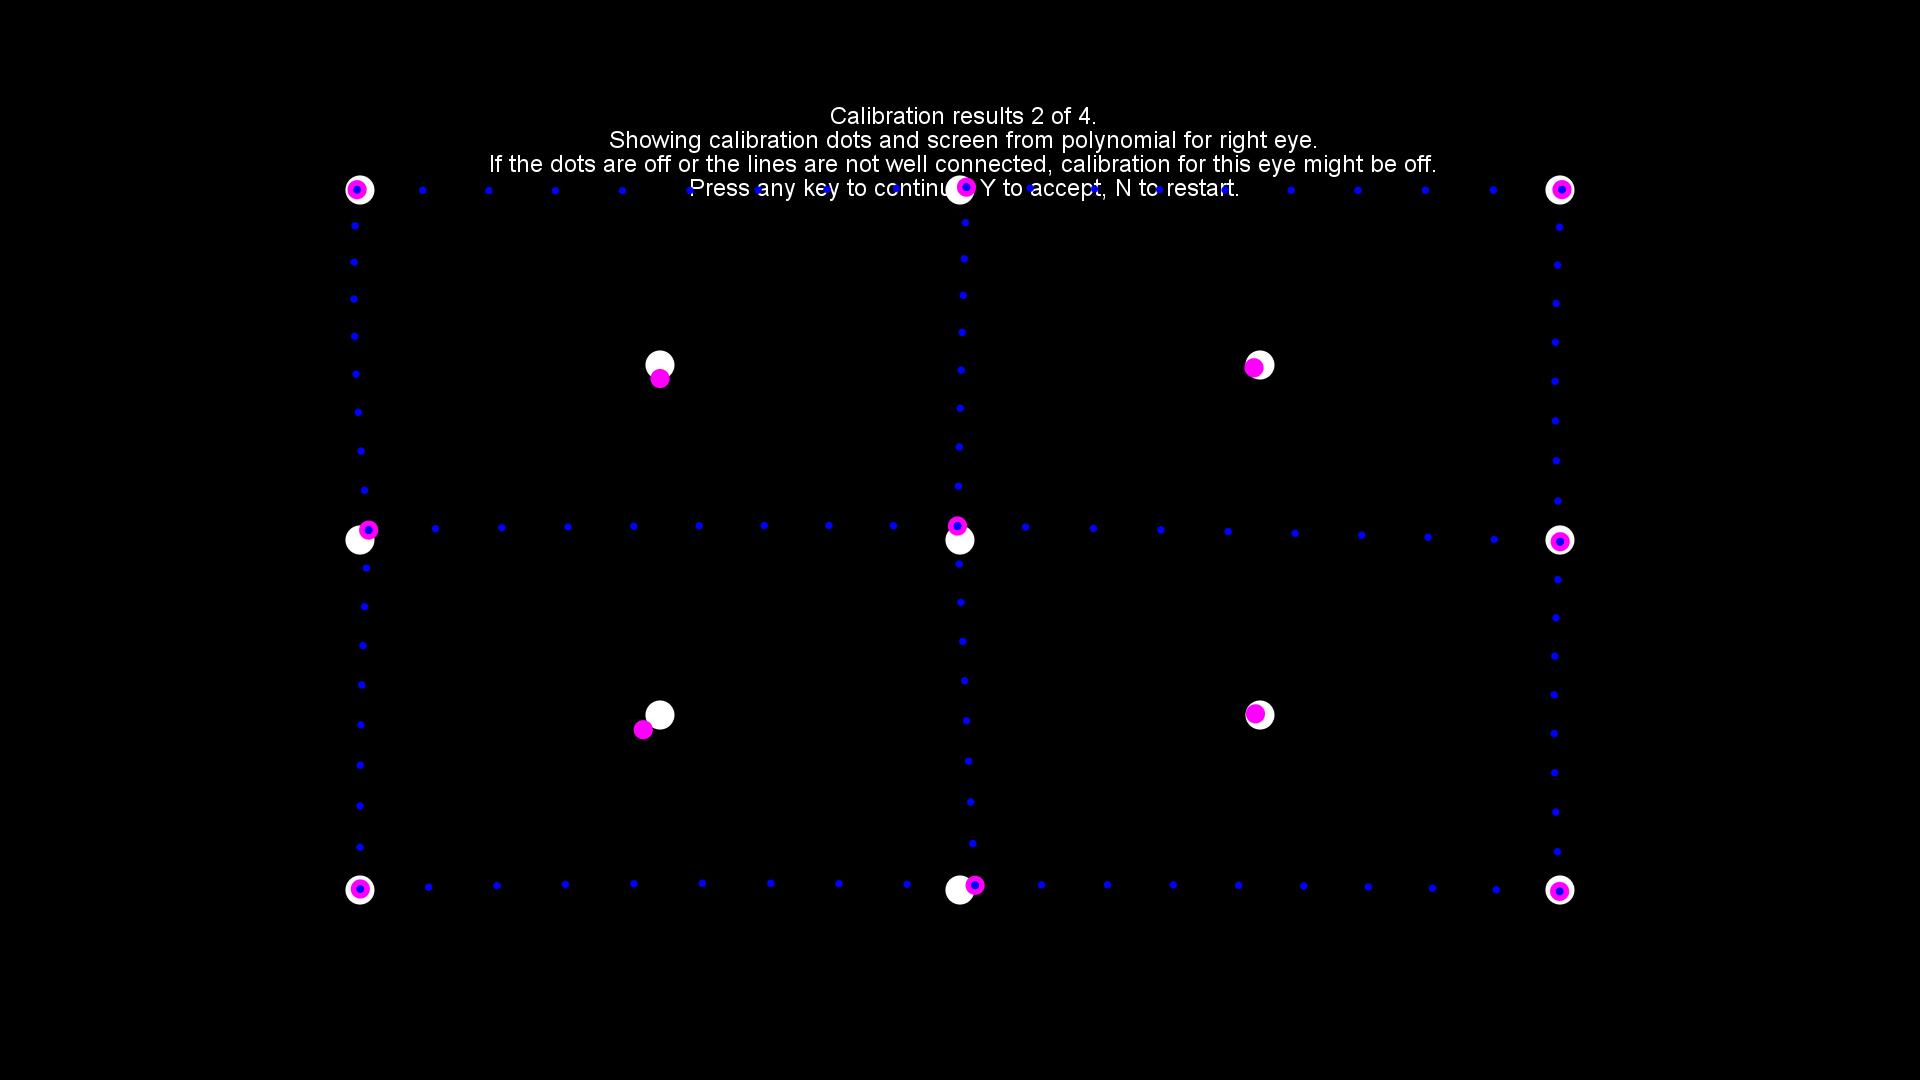 Calibration results 2 of 4.
Showing calibration dots and screen from polynomial for right eye.
If the dots are off or the lines are not well connected, calibration for this eye might be off.
Press any key to continu Y to accept, N to restart.